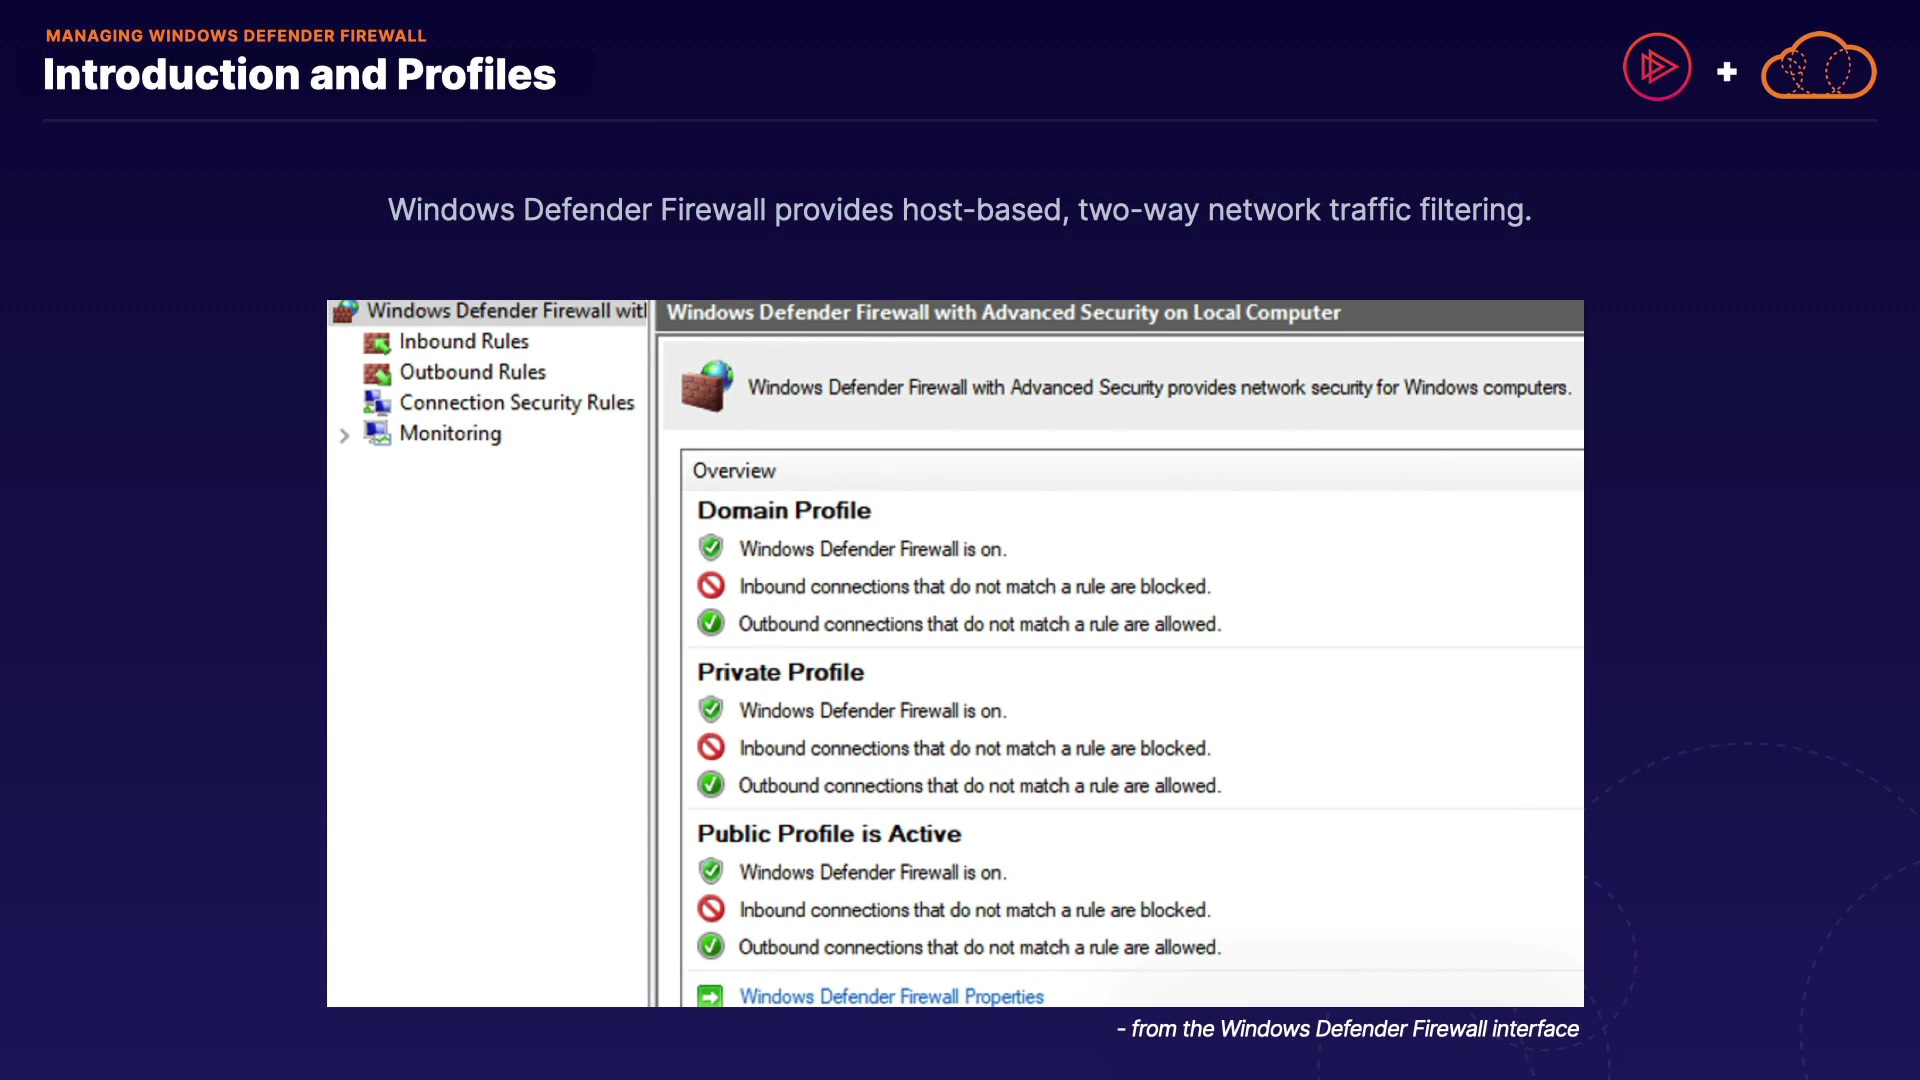 MANAGING WINDOWS DEFENDER FIREWALL
Introduction and Profiles
+
Windows Defender Firewall provides host-based, two-way network traffic filtering.
Windows Defender Firewall witl
Inbound Rules
Outbound Rules
Connection Security Rules
Monitoring
Windows Defender Firewall with Advanced Security on Local Computer
Windows Defender Firewall with Advanced Security provides network security for Windows computers.
Overview
Domain Profile
Windows Defender Firewall is on.
Inbound connections that do not match a rule are blocked.
Outbound connections that do not match a rule are allowed.
Private Profile
Windows Defender Firewall is on.
Inbound connections that do not match a rule are blocked.
Outbound connections that do not match a rule are allowed.
Public Profile is Active
Windows Defender Firewall is on.
Inbound connections that do not match a rule are blocked.
Outbound connections that do not match a rule are allowed.
Windows Defender Firewall Properties
- from the Windows Defender Firewall interface